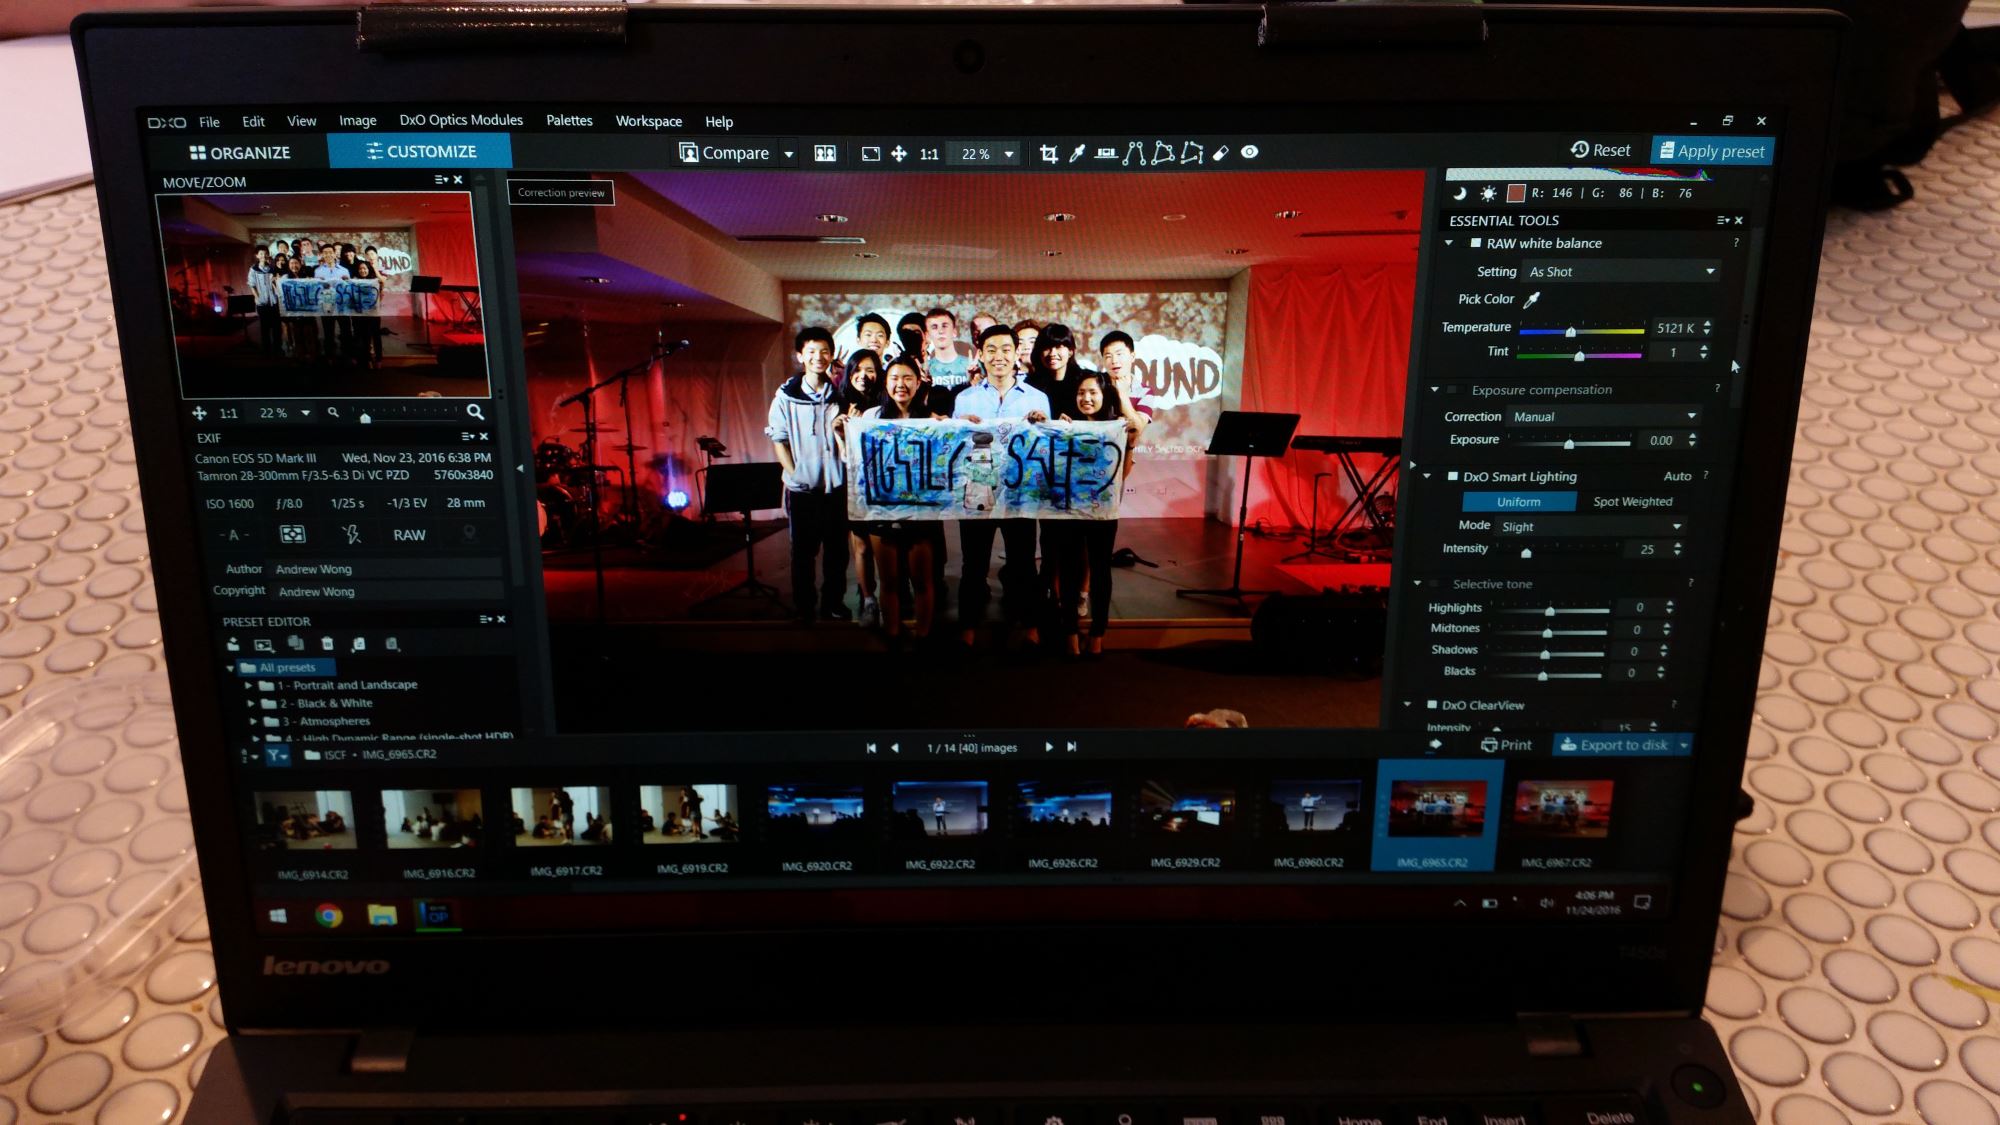 DXO File Edit View Image DxO Optics Modules Palettes Workspace Help
ORGANIZE CUSTOMIZE Compare 1:1 22 % Reset Apply preset
MOVE/ZOOM
Correction preview
R: 146 | G: 86 | B: 76
ESSENTIAL TOOLS
RAW white balance ?
Setting As Shot
Pick Color
Temperature 5121 K
Tint 1
Exposure compensation ?
Correction Manual
Exposure 0.00
DxO Smart Lighting Auto ?
Uniform Spot Weighted
Mode Slight
Intensity 25
Selective tone ?
Highlights 0
Midtones 0
Shadows 0
Blacks 0
DxO ClearView ?
Intensity 15
1:1 22 %
EXIF
Canon EOS 5D Mark III Wed, Nov 23, 2016 6:38 PM
Tamron 28-300mm F/3.5-6.3 Di VC PZD 5760x3840
ISO 1600 ƒ/8.0 1/25 s -1/3 EV 28 mm
- A - RAW
Author Andrew Wong
Copyright Andrew Wong
PRESET EDITOR
All presets
1 - Portrait and Landscape
2 - Black & White
3 - Atmospheres
4 - High Dynamic Range (single-shot HDR)
OUND
BOSTON
HTLY SALTED ISCF
ISCF • IMG_6965.CR2
1 / 14 [40] images
Print Export to disk
IMG_6914.CR2 IMG_6916.CR2 IMG_6917.CR2 IMG_6919.CR2 IMG_6920.CR2 IMG_6922.CR2 IMG_6926.CR2 IMG_6929.CR2 IMG_6960.CR2 IMG_6965.CR2 IMG_6967.CR2
OP
4:06 PM
11/24/2016
lenovo
T450s
Home End Insert Delete